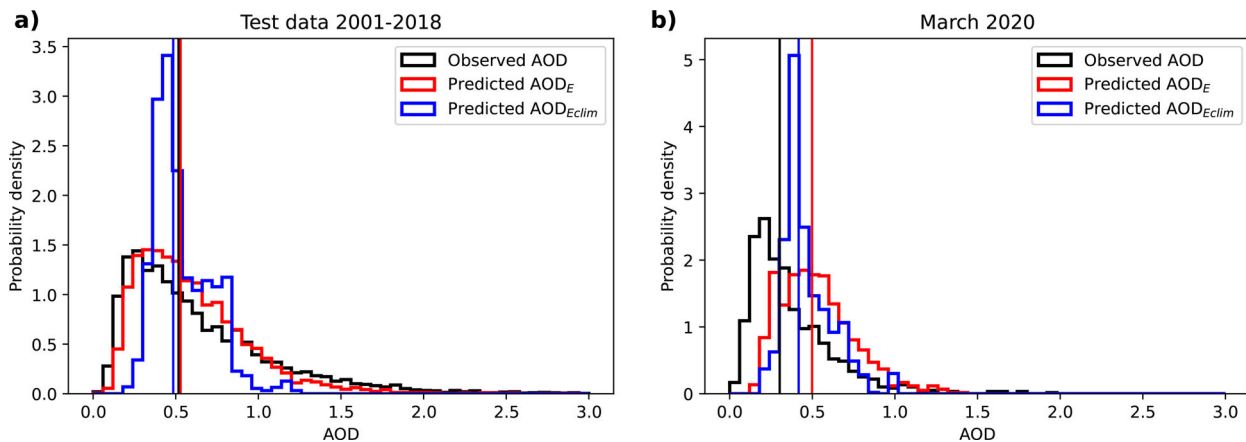 a)
Test data 2001-2018
Probability density
3.5
3.0
2.5
2.0
1.5
1.0
0.5
0.0
Observed AOD
Predicted AOD_E
Predicted AOD_Eclim
0.0 0.5 1.0 1.5 2.0 2.5 3.0
AOD
b)
March 2020
Probability density
5
4
3
2
1
0
Observed AOD
Predicted AOD_E
Predicted AOD_Eclim
0.0 0.5 1.0 1.5 2.0 2.5 3.0
AOD